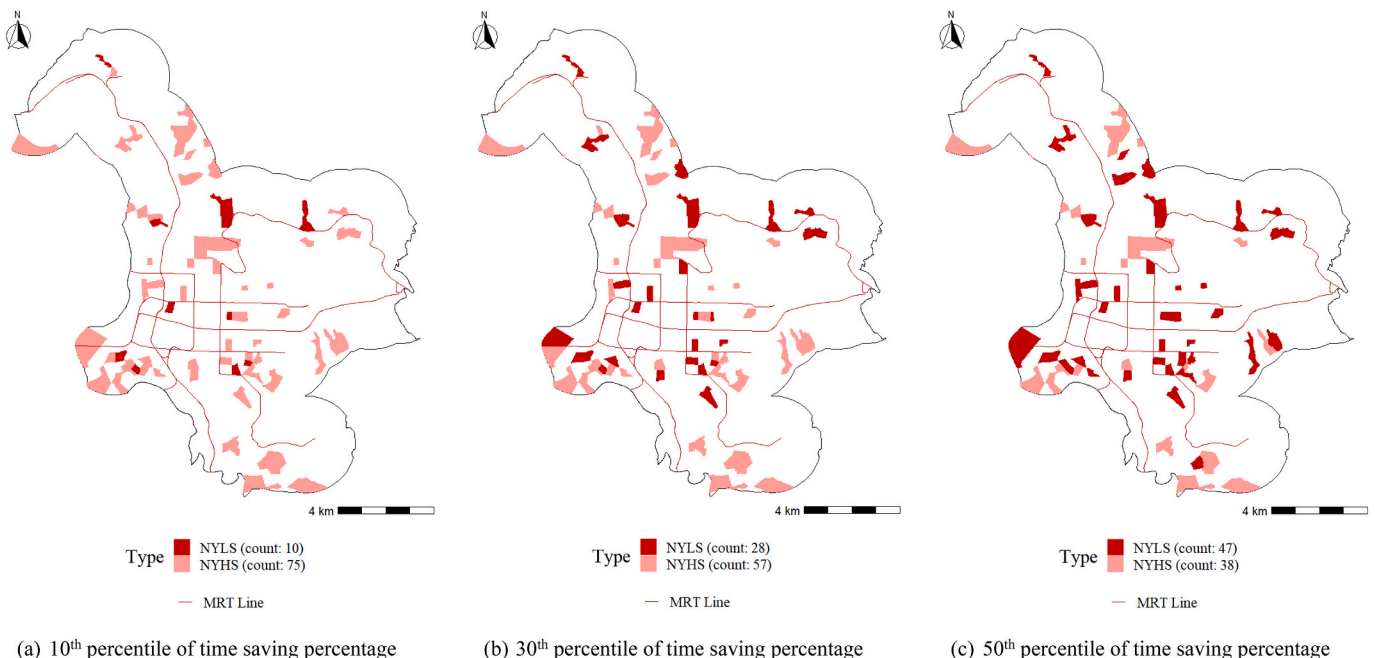 N
4 km
Type
NYLS (count: 10)
NYHS (count: 75)
MRT Line
(a) 10th percentile of time saving percentage
N
4 km
Type
NYLS (count: 28)
NYHS (count: 57)
MRT Line
(b) 30th percentile of time saving percentage
N
4 km
Type
NYLS (count: 47)
NYHS (count: 38)
MRT Line
(c) 50th percentile of time saving percentage